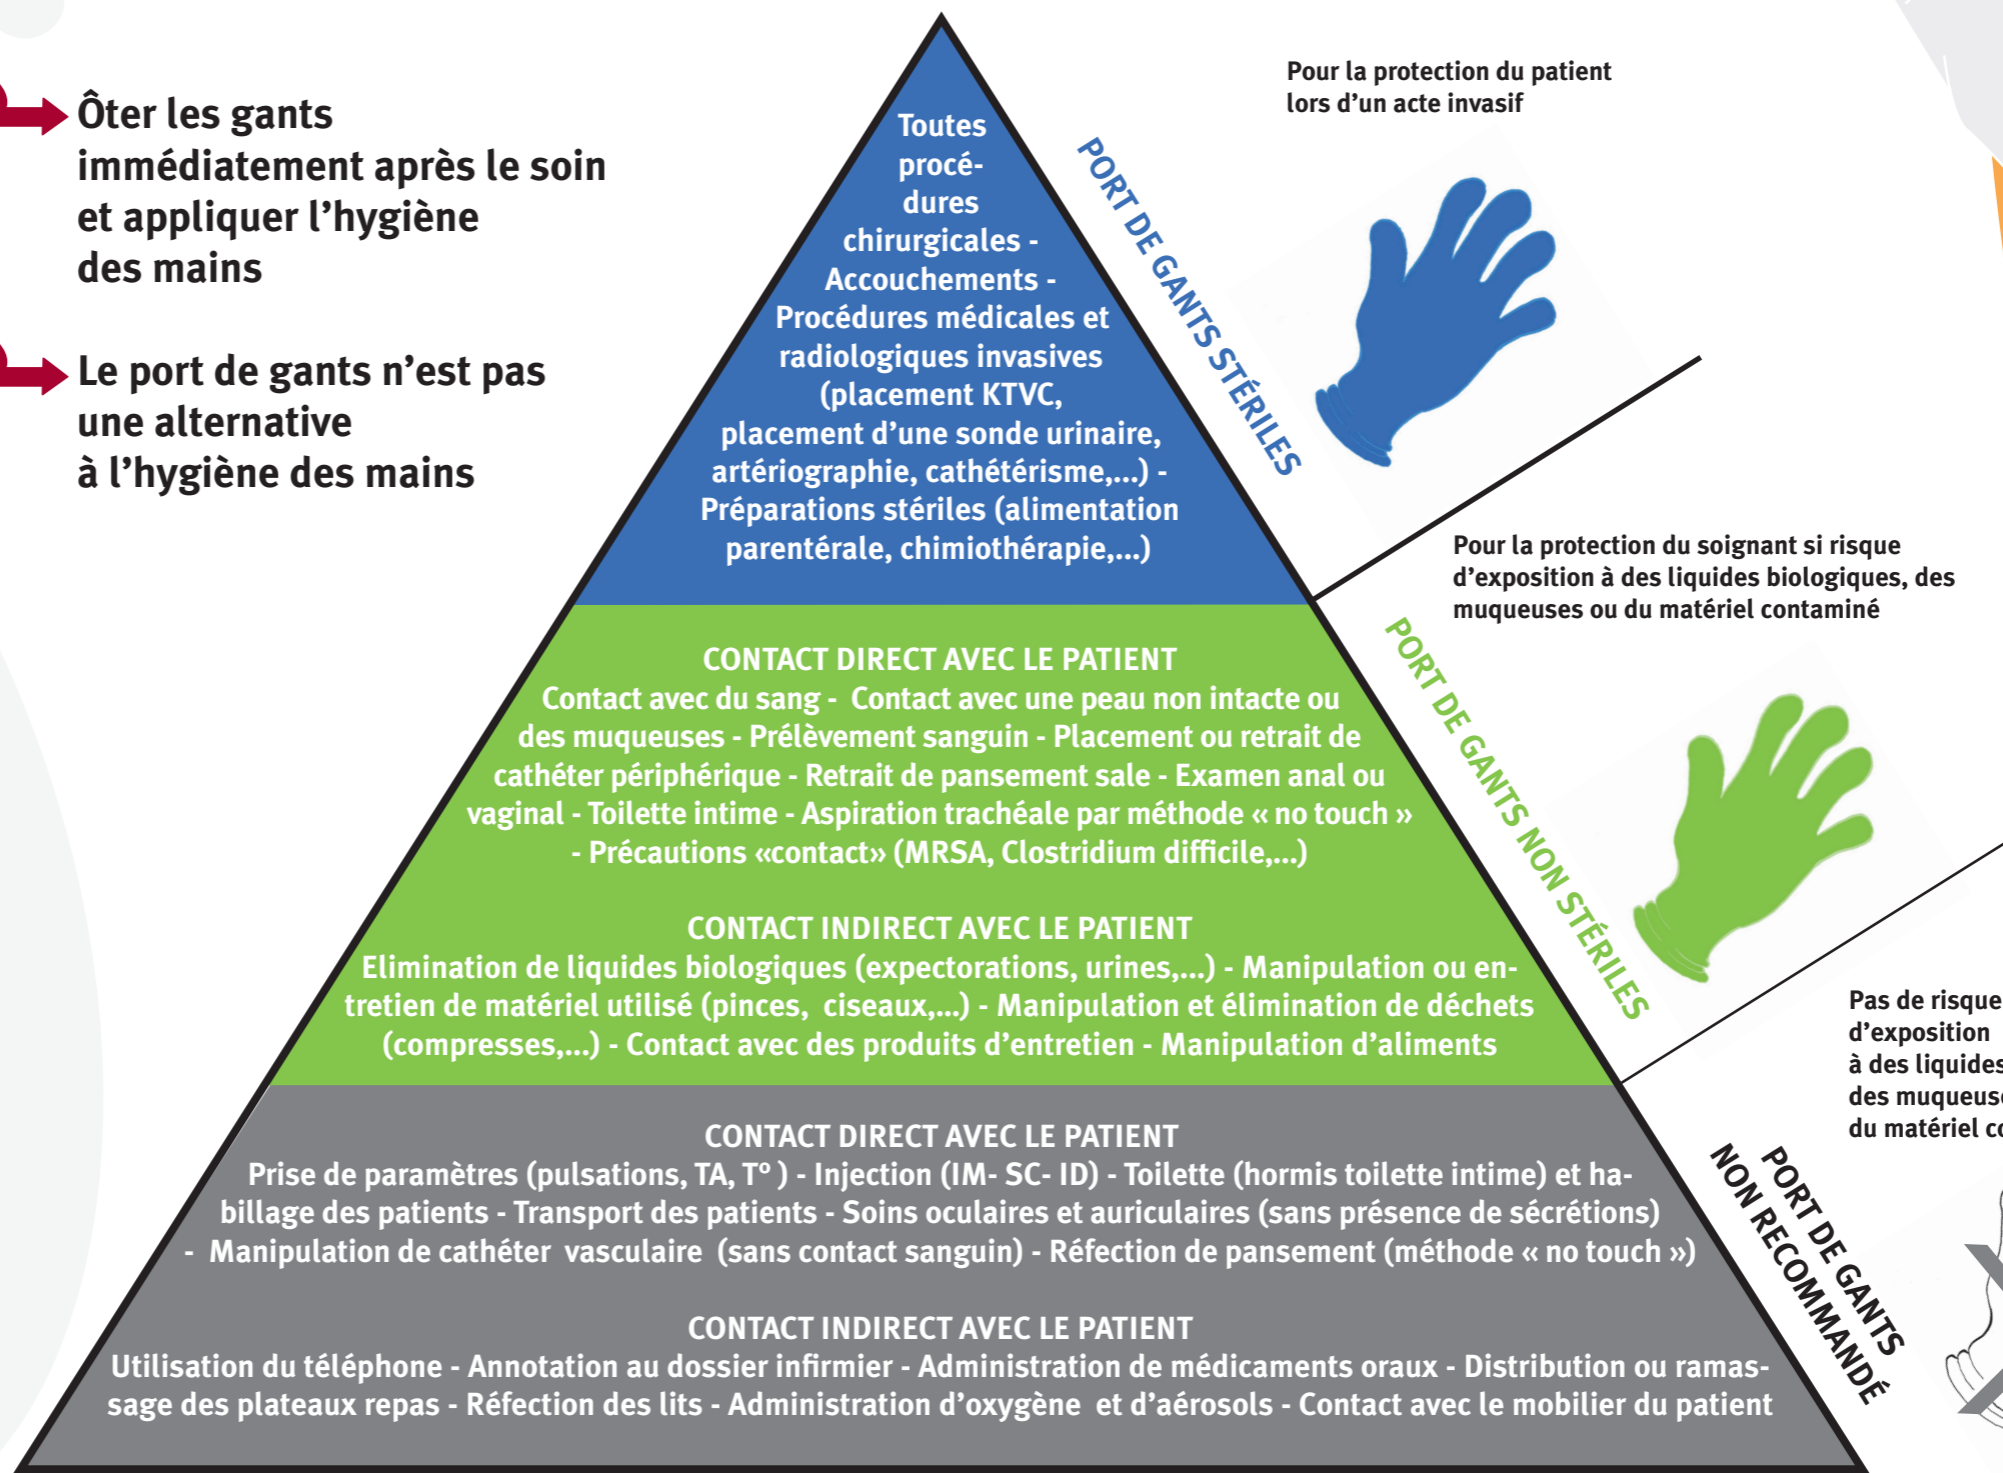 Ôter les gants
immédiatement après le soin
et appliquer l'hygiène
des mains
Le port de gants n'est pas
une alternative
à l'hygiène des mains
Toutes
procé-
dures
chirurgicales -
Accouchements -
Procédures médicales et
radiologiques invasives
(placement KTVC,
placement d'une sonde urinaire,
artériographie, cathétérisme,...) -
Préparations stériles (alimentation
parentérale, chimiothérapie,...)
PORT DE GANTS STÉRILES
Pour la protection du patient
lors d'un acte invasif
CONTACT DIRECT AVEC LE PATIENT
Contact avec du sang - Contact avec une peau non intacte ou
des muqueuses - Prélèvement sanguin - Placement ou retrait de
cathéter périphérique - Retrait de pansement sale - Examen anal ou
vaginal - Toilette intime - Aspiration trachéale par méthode « no touch »
- Précautions «contact» (MRSA, Clostridium difficile,...)
CONTACT INDIRECT AVEC LE PATIENT
Elimination de liquides biologiques (expectorations, urines,...) - Manipulation ou en-
tretien de matériel utilisé (pinces, ciseaux,...) - Manipulation et élimination de déchets
(compresses,...) - Contact avec des produits d'entretien - Manipulation d'aliments
PORT DE GANTS NON STÉRILES
Pour la protection du soignant si risque
d'exposition à des liquides biologiques, des
muqueuses ou du matériel contaminé
CONTACT DIRECT AVEC LE PATIENT
Prise de paramètres (pulsations, TA, Tº ) - Injection (IM- SC- ID) - Toilette (hormis toilette intime) et ha-
billage des patients - Transport des patients - Soins oculaires et auriculaires (sans présence de sécrétions)
- Manipulation de cathéter vasculaire (sans contact sanguin) - Réfection de pansement (méthode « no touch »)
CONTACT INDIRECT AVEC LE PATIENT
Utilisation du téléphone - Annotation au dossier infirmier - Administration de médicaments oraux - Distribution ou ramas-
sage des plateaux repas - Réfection des lits - Administration d'oxygène et d'aérosols - Contact avec le mobilier du patient
PORT DE GANTS
NON RECOMMANDÉ
Pas de risque
d'exposition
à des liquides
des
du matériel